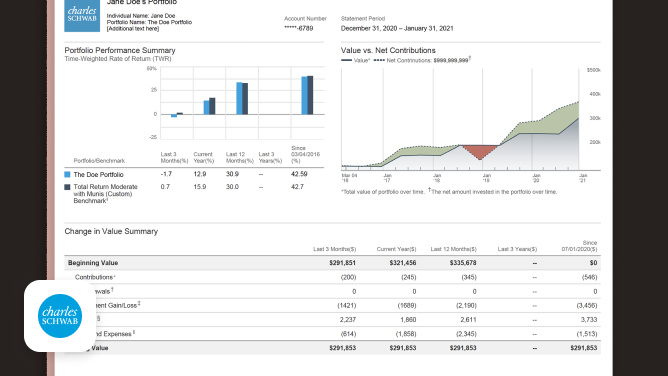 charles
SCHWAB
Jane Doe's Portfolio
Individual Name: Jane Doe
Portfolio Name: The Doe Portfolio
[Additional text here]
Account Number
*****-6789
Statement Period
December 31, 2020 – January 31, 2021
Portfolio Performance Summary
Time-Weighted Rate of Return (TWR)
50%
25
0
-25
Portfolio/Benchmark Last 3 Months(%) Current Year(%) Last 12 Months(%) Last 3 Years(%) Since 03/04/2016 (%)
The Doe Portfolio -1.7 12.9 30.9 -- 42.59
Total Return Moderate with Munis (Custom) Benchmark 0.7 15.9 30.0 -- 42.7
Value vs. Net Contributions
Value* Net Contributions: $999,999,999†
$500k
400k
300k
200k
Mar 04 '16 Jan '17 Jan '18 Jan '19 Jan '20 Jan '21
*Total value of portfolio over time. †The net amount invested in the portfolio over time.
Change in Value Summary
Last 3 Months($) Current Year($) Last 12 Months($) Last 3 Years($) Since 07/01/2020($)
Beginning Value $291,851 $321,456 $335,678 -- $0
Contributions (200) (245) (345) -- (546)
awals† 0 0 0 -- 0
ent Gain/Loss‡ (1421) (1689) (2,190) -- (3,456)
2,237 1,860 2,611 -- 3,733
nd Expenses (614) (1,858) (2,345) -- (1,513)
Value $291,853 $291,853 $291,853 -- $291,853
charles
SCHWAB